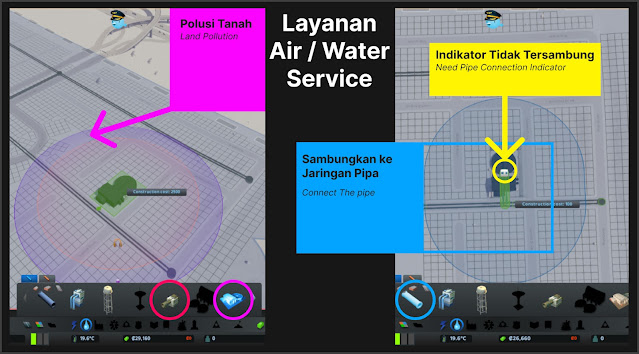 Polusi Tanah
Land Pollution
Layanan
Air / Water
Service
Indikator Tidak Tersambung
Need Pipe Connection Indicator
Sambungkan ke
Jaringan Pipa
Connect The pipe
Construction cost: 2500
Construction cost: 160
19.6°C
₡29,160
0
19.6°C
₡26,660
0